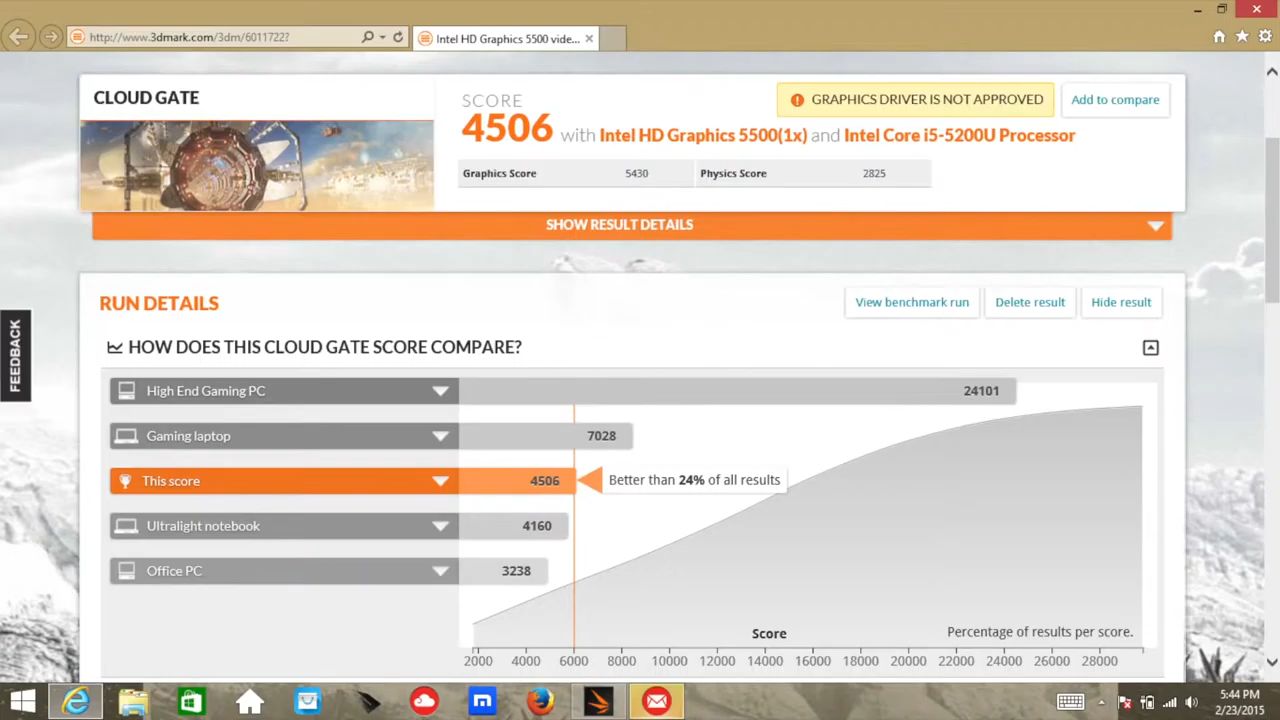 http://www.3dmark.com/3dm/6011722?
Intel HD Graphics 5500 vide...
CLOUD GATE
SCORE
4506 with Intel HD Graphics 5500(1x) and Intel Core i5-5200U Processor
GRAPHICS DRIVER IS NOT APPROVED
Add to compare
Graphics Score 5430 Physics Score 2825
SHOW RESULT DETAILS
RUN DETAILS
View benchmark run Delete result Hide result
FEEDBACK
HOW DOES THIS CLOUD GATE SCORE COMPARE?
High End Gaming PC 24101
Gaming laptop 7028
This score 4506 Better than 24% of all results
Ultralight notebook 4160
Office PC 3238
Score
Percentage of results per score.
2000 4000 6000 8000 10000 12000 14000 16000 18000 20000 22000 24000 26000 28000
5:44 PM
2/23/2015